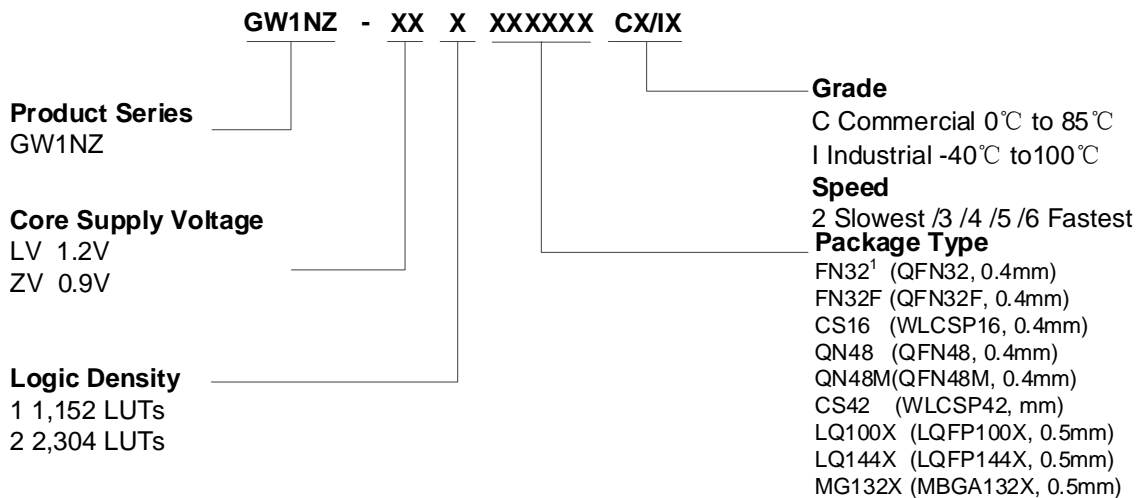 GW1NZ - XX X XXXXXX CX/IX
Product Series
GW1NZ
Core Supply Voltage
LV 1.2V
ZV 0.9V
Logic Density
1 1,152 LUTs
2 2,304 LUTs
Grade
C Commercial 0℃ to 85℃
I Industrial -40℃ to100℃
Speed
2 Slowest /3 /4 /5 /6 Fastest
Package Type
FN32¹ (QFN32, 0.4mm)
FN32F (QFN32F, 0.4mm)
CS16 (WLCSP16, 0.4mm)
QN48 (QFN48, 0.4mm)
QN48M(QFN48M, 0.4mm)
CS42 (WLCSP42, mm)
LQ100X (LQFP100X, 0.5mm)
LQ144X (LQFP144X, 0.5mm)
MG132X (MBGA132X, 0.5mm)